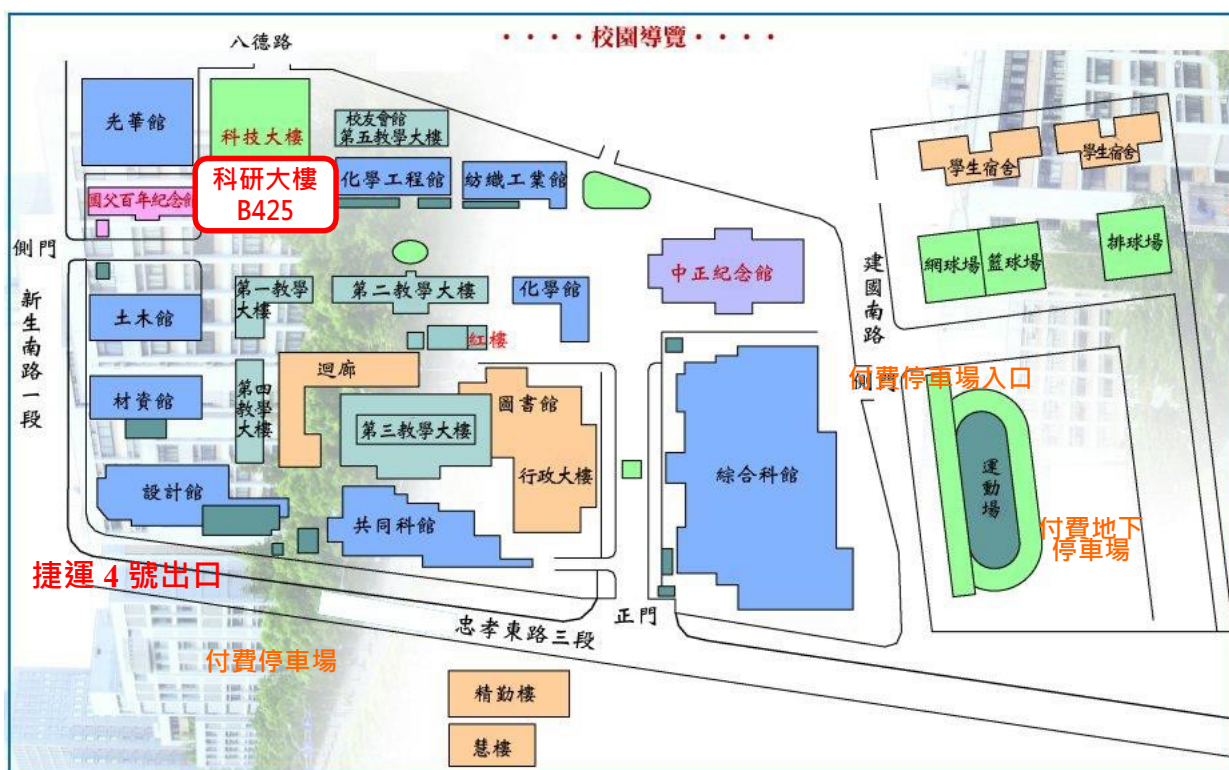 ・・・・校園導覽・・・・
八德路
光華館
科技大樓
校友會館
第五教學大樓
學生宿舍
學生宿舍
科研大樓
B425
化學工程館
紡織工業館
國父百年紀念館
側門
網球場
籃球場
排球場
中正紀念館
建國南路
新生南路一段
土木館
第一教學
大樓
第二教學大樓
化學館
紅樓
迴廊
材資館
第四
教學
大樓
圖書館
第三教學大樓
行政大樓
綜合科館
付費停車場入口
側門
運動場
付費地下
停車場
設計館
共同科館
捷運 4 號出口
正門
忠孝東路三段
付費停車場
精勤樓
慧樓